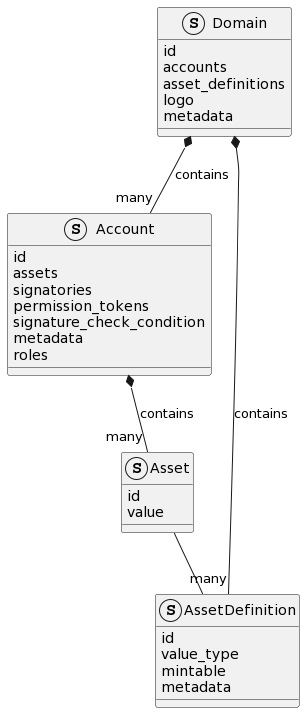 S Domain
id
accounts
asset_definitions
logo
metadata
contains
many
S Account
id
assets
signatories
permission_tokens
signature_check_condition
metadata
roles
contains
contains
many
S Asset
id
value
many
S AssetDefinition
id
value_type
mintable
metadata